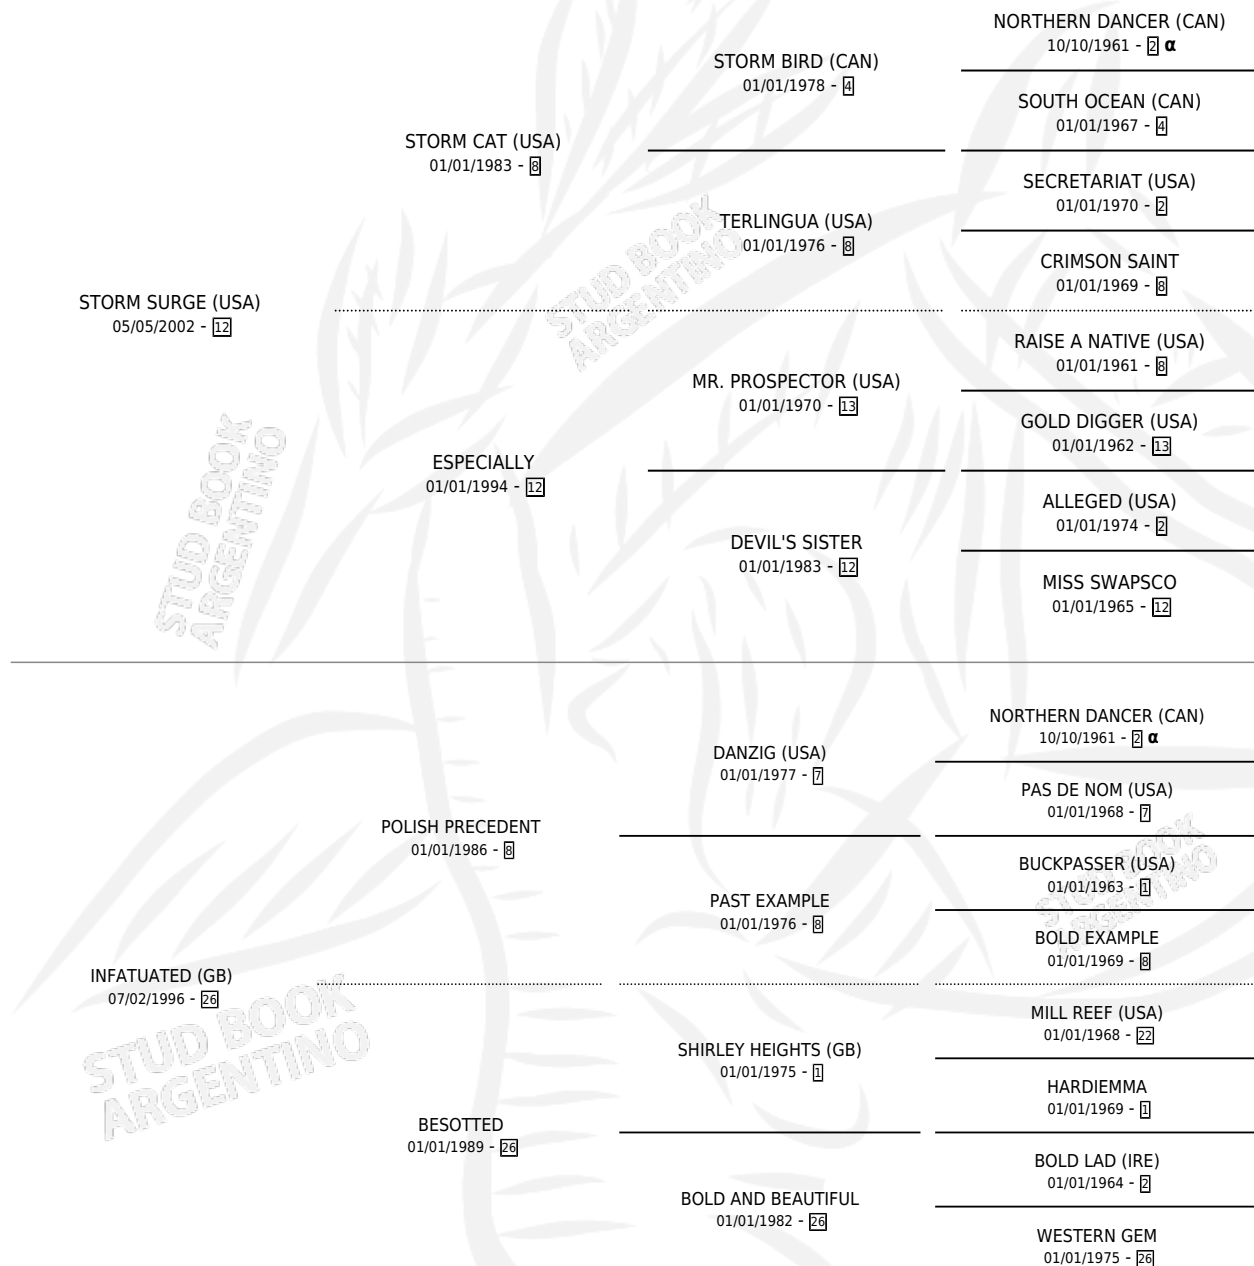 NORTHERN DANCER (CAN)
10/10/1961 - 2 α
STORM BIRD (CAN)
01/01/1978 - 4
SOUTH OCEAN (CAN)
01/01/1967 - 4
STORM CAT (USA)
01/01/1983 - 8
SECRETARIAT (USA)
01/01/1970 - 2
TERLINGUA (USA)
01/01/1976 - 8
CRIMSON SAINT
01/01/1969 - 8
STORM SURGE (USA)
05/05/2002 - 12
RAISE A NATIVE (USA)
01/01/1961 - 8
MR. PROSPECTOR (USA)
01/01/1970 - 13
GOLD DIGGER (USA)
01/01/1962 - 13
ESPECIALLY
01/01/1994 - 12
ALLEGED (USA)
01/01/1974 - 2
DEVIL'S SISTER
01/01/1983 - 12
MISS SWAPSCO
01/01/1965 - 12
NORTHERN DANCER (CAN)
10/10/1961 - 2 α
DANZIG (USA)
01/01/1977 - 7
PAS DE NOM (USA)
01/01/1968 - 7
POLISH PRECEDENT
01/01/1986 - 8
BUCKPASSER (USA)
01/01/1963 - 1
PAST EXAMPLE
01/01/1976 - 8
BOLD EXAMPLE
01/01/1969 - 8
INFATUATED (GB)
07/02/1996 - 26
MILL REEF (USA)
01/01/1968 - 22
SHIRLEY HEIGHTS (GB)
01/01/1975 - 1
HARDIEMMA
01/01/1969 - 1
BESOTTED
01/01/1989 - 26
BOLD LAD (IRE)
01/01/1964 - 2
BOLD AND BEAUTIFUL
01/01/1982 - 26
WESTERN GEM
01/01/1975 - 26
STUD BOOK
ARGENTINO
STUD BOOK
ARGENTINO
STUD BOOK
ARGENTINO
STUD BOOK
ARGENTINO